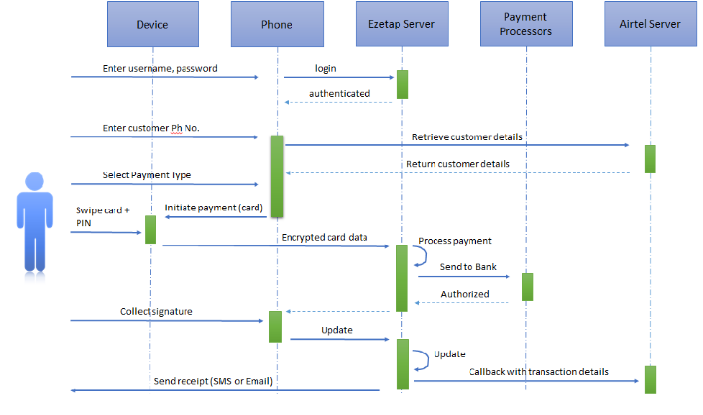 Device
Phone
Ezetap Server
Payment
Processors
Airtel Server
Enter username, password
login
authenticated
Enter customer Ph No.
Retrieve customer details
Return customer details
Select Payment Type
Swipe card +
PIN
Initiate payment (card)
Encrypted card data
Process payment
Send to Bank
Authorized
Collect signature
Update
Update
Callback with transaction details
Send receipt (SMS or Email)